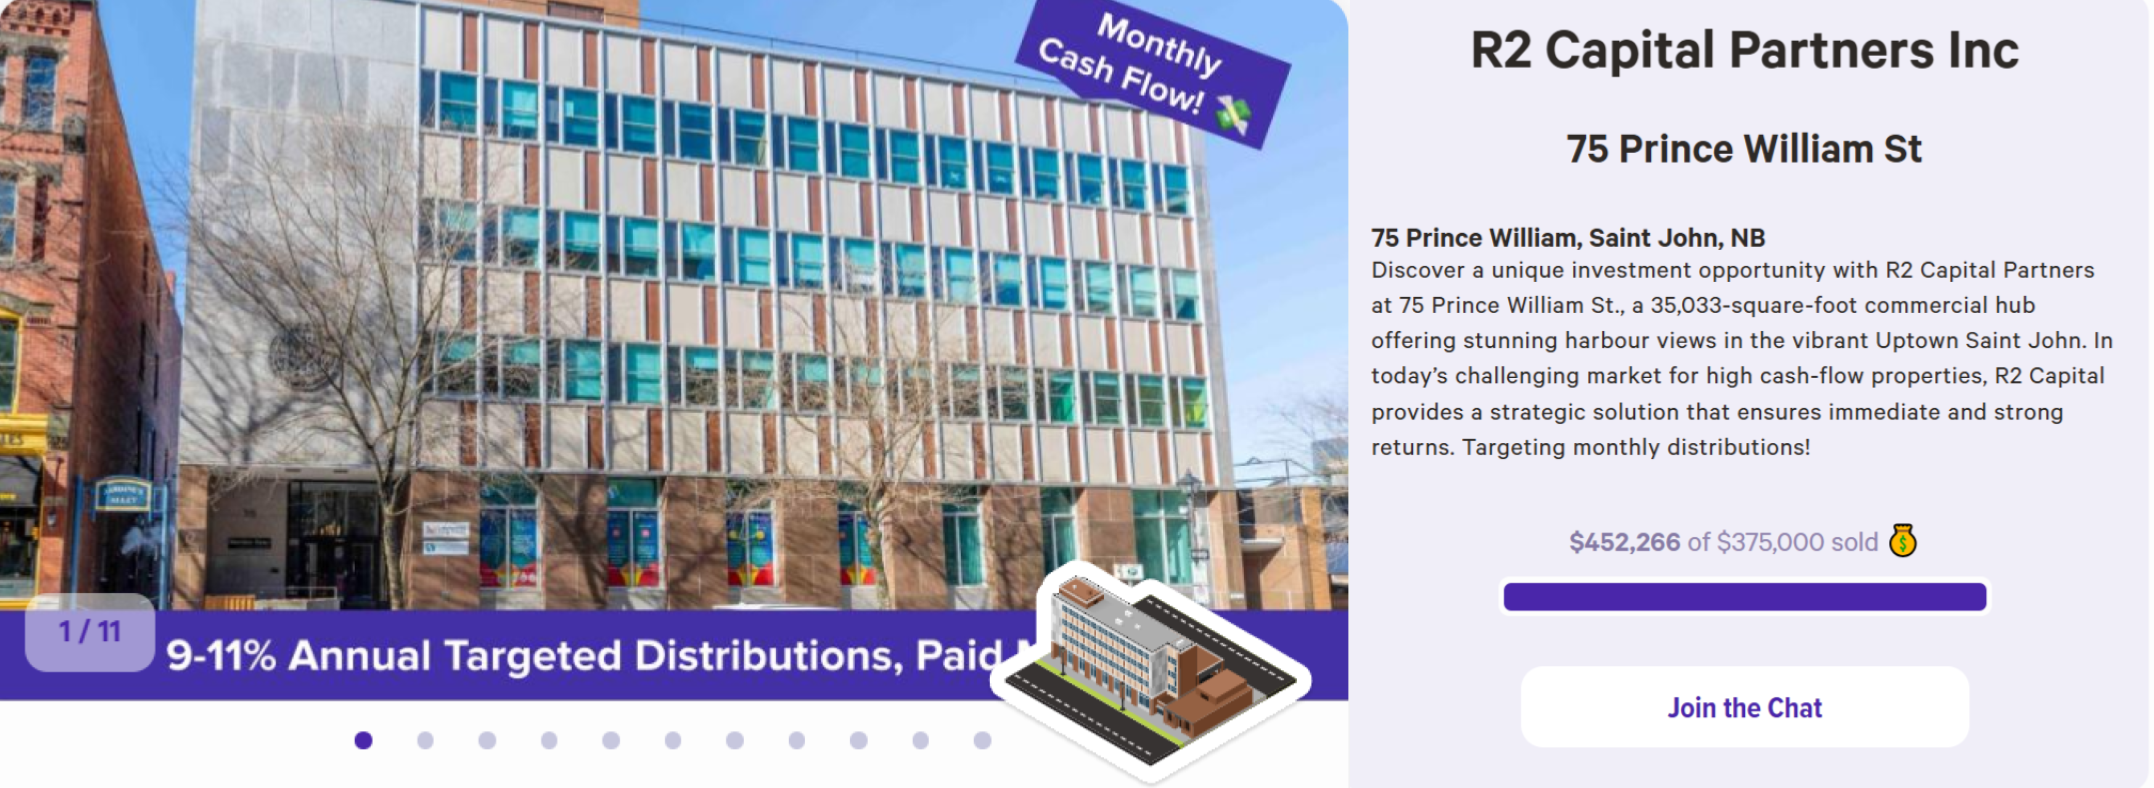 Monthly
Cash Flow!
1 / 11
9-11% Annual Targeted Distributions, Paid
R2 Capital Partners Inc
75 Prince William St
75 Prince William, Saint John, NB
Discover a unique investment opportunity with R2 Capital Partners
at 75 Prince William St., a 35,033-square-foot commercial hub
offering stunning harbour views in the vibrant Uptown Saint John. In
today's challenging market for high cash-flow properties, R2 Capital
provides a strategic solution that ensures immediate and strong
returns. Targeting monthly distributions!
$452,266 of $375,000 sold
Join the Chat